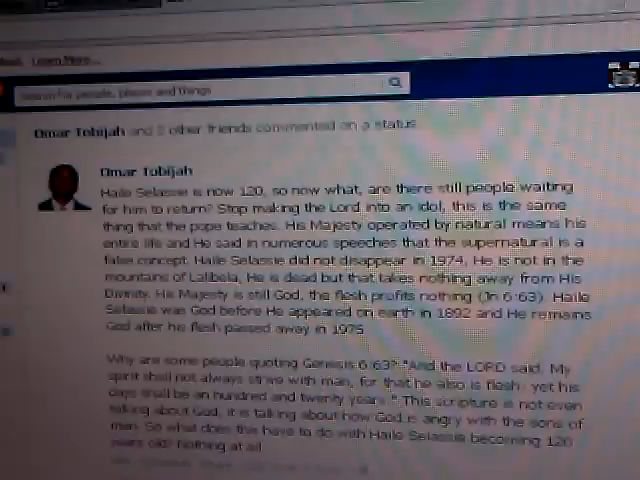 Learn More...
Search for people, places and things
Omar Tobijah and 2 other friends commented on a status
Omar Tobijah
Haile Selassie is now 120, so now what, are there still people waiting
for him to return? Stop making the Lord into an idol, this is the same
thing that the pope teaches. His Majesty operated by natural means his
entire life and He said in numerous speeches that the supernatural is a
false concept. Haile Selassie did not disappear in 1974, He is not in the
mountains of Lalibela, He is dead but that takes nothing away from His
Divinity. His Majesty is still God, the flesh profits nothing (Jn 6:63). Haile
Selassie was God before He appeared on earth in 1892 and He remains
God after his flesh passed away in 1975
Why are some people quoting Genesis 6:63? "And the LORD said, My
spirit shall not always strive with man, for that he also is flesh: yet his
days shall be an hundred and twenty years." This scripture is not even
talking about God, it is talking about how God is angry with the sons of
man. So what does this have to do with Haile Selassie becoming 120
years old? Nothing at all